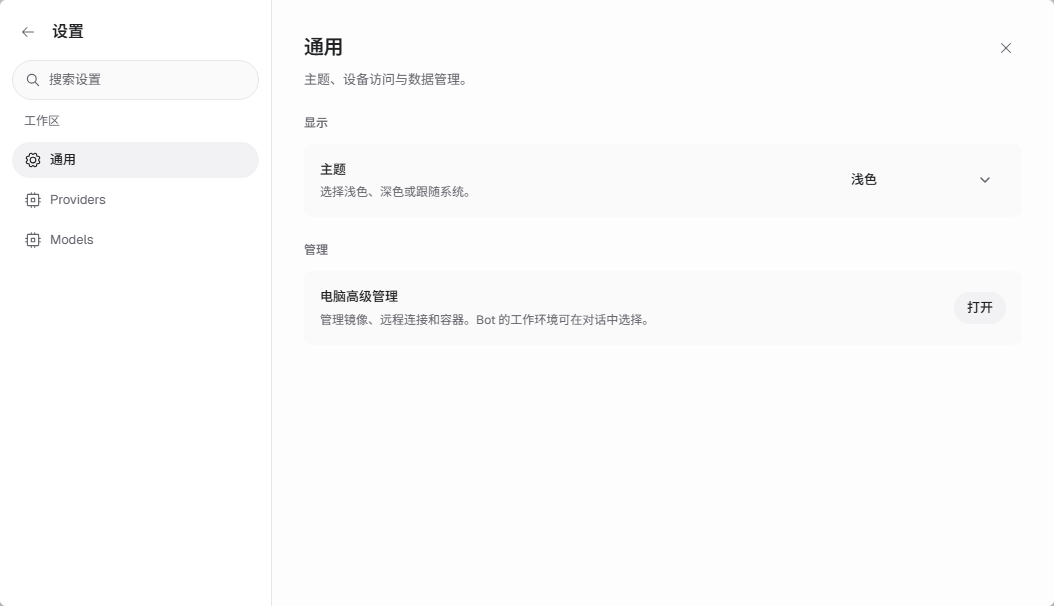 设置
搜索设置
工作区
通用
Providers
Models
通用
主题、设备访问与数据管理。
显示
主题
选择浅色、深色或跟随系统。
浅色
管理
电脑高级管理
管理镜像、远程连接和容器。Bot 的工作环境可在对话中选择。
打开